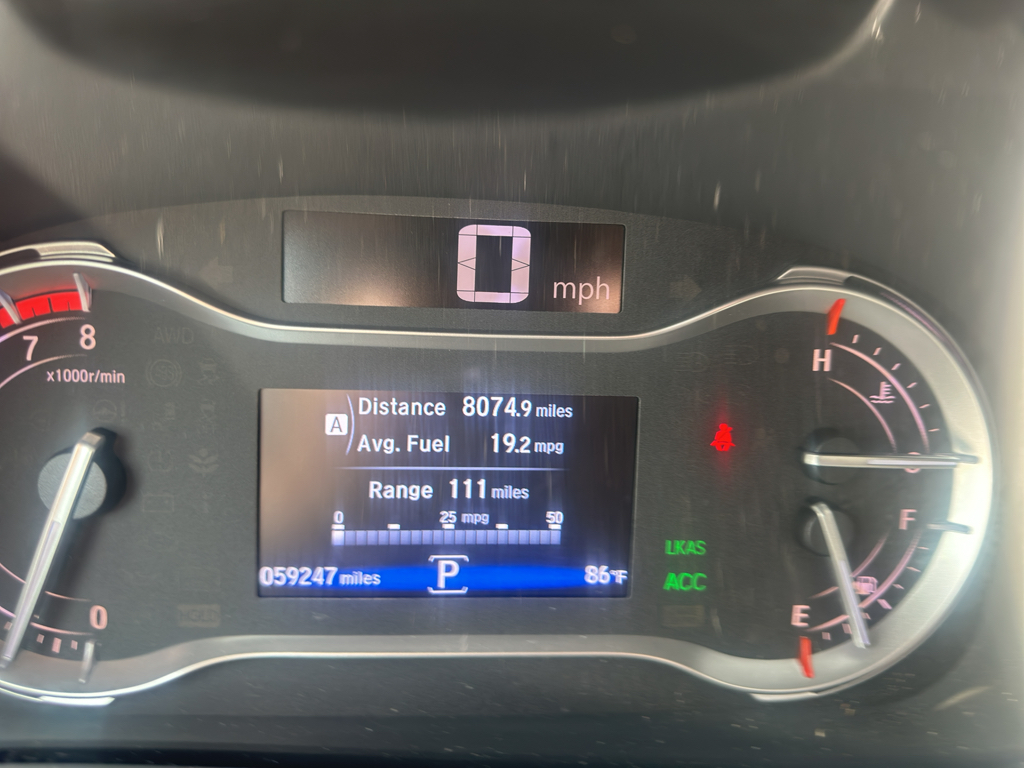 0 mph
7
8
x1000r/min
0
AWD
A
Distance 8074.9 miles
Avg. Fuel 19.2 mpg
Range 111 miles
0 25 mpg 50
059247 miles P 86°F
LKAS
ACC
H
C
F
E